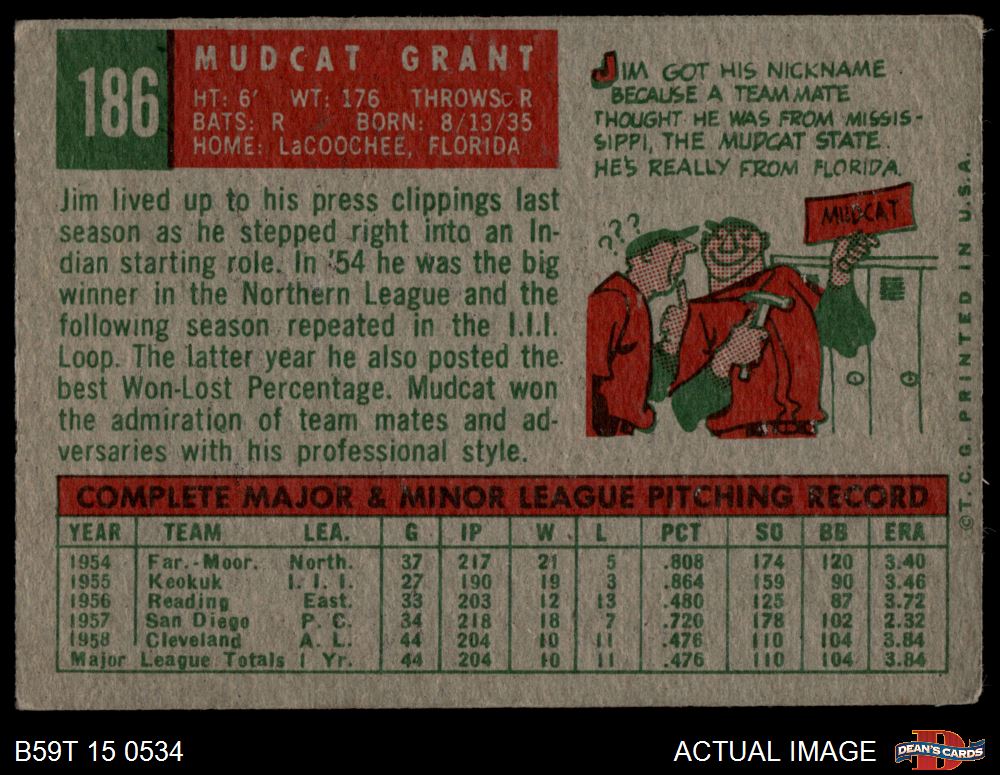 186
MUDCAT GRANT
HT: 6' WT: 176 THROWS: R
BATS: R BORN: 8/13/35
HOME: LaCOOCHEE, FLORIDA
JIM GOT HIS NICKNAME
BECAUSE A TEAM MATE
THOUGHT HE WAS FROM MISSIS-
SIPPI, THE MUDCAT STATE.
HE'S REALLY FROM FLORIDA.
???
MUDCAT
Jim lived up to his press clippings last
season as he stepped right into an In-
dian starting role. In '54 he was the big
winner in the Northern League and the
following season repeated in the I.I.I.
Loop. The latter year he also posted the
best Won-Lost Percentage. Mudcat won
the admiration of team mates and ad-
versaries with his professional style.
©T.C.G. PRINTED IN U.S.A.
COMPLETE MAJOR & MINOR LEAGUE PITCHING RECORD
YEAR TEAM LEA. G IP W L PCT SO BB ERA
1954 Far.-Moor. North. 37 217 21 5 .808 174 120 3.40
1955 Keokuk I. I. I. 27 190 19 3 .864 159 90 3.46
1956 Reading East. 33 203 12 13 .480 125 87 3.72
1957 San Diego P. C. 34 218 18 7 .720 178 102 2.32
1958 Cleveland A. L. 44 204 10 11 .476 110 104 3.84
Major League Totals 1 Yr. 44 204 10 11 .476 110 104 3.84
B59T 15 0534
ACTUAL IMAGE
DEAN'S CARDS